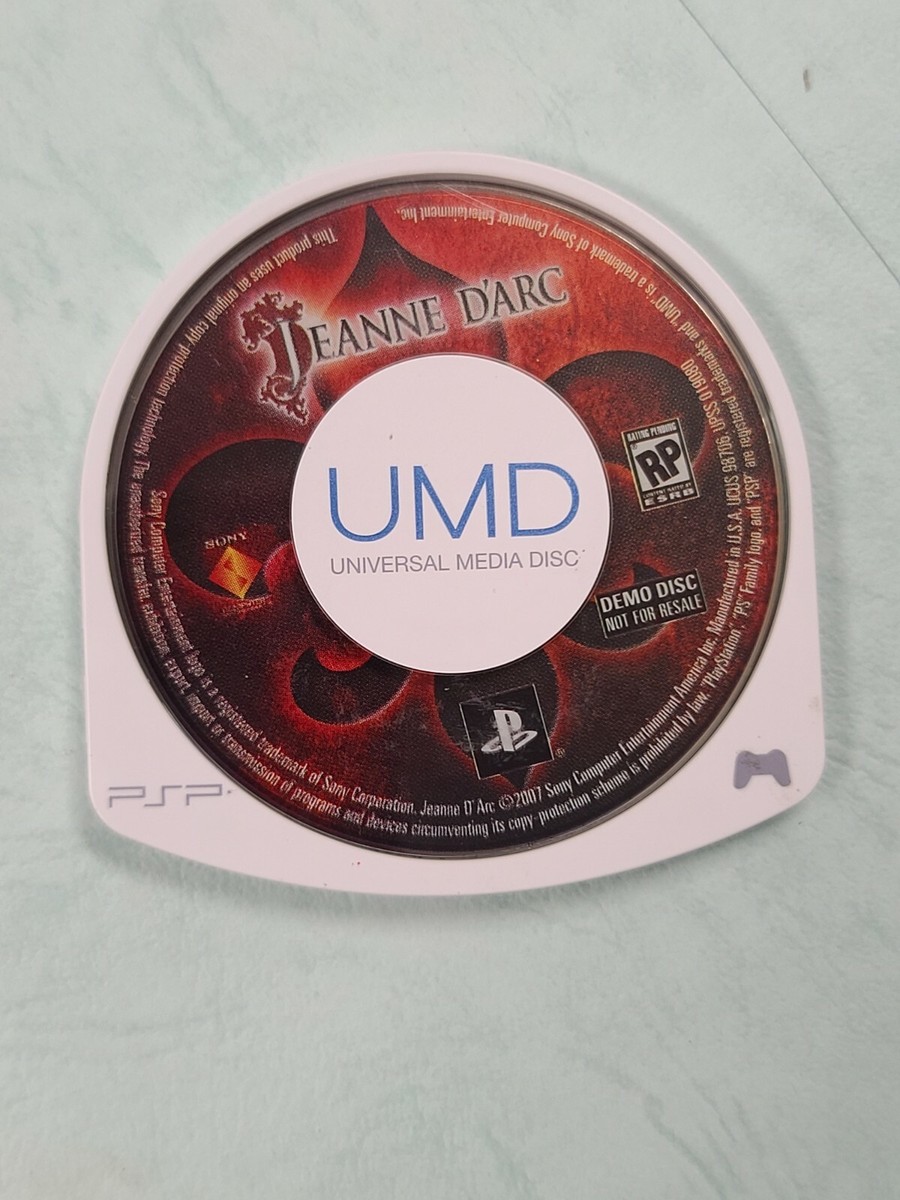 JEANNE D'ARC
UMD
UNIVERSAL MEDIA DISC
RATING PENDING
RP
CONTENT RATED BY
ESRB
SONY
DEMO DISC
NOT FOR RESALE
PSP
®
This product uses an original copy-protection technology. The unauthorized transfer, exhibition, export, import or transmission of programs and devices circumventing its copy-protection scheme is prohibited by law. "PlayStation", "PS" Family logo, and "PSP" are registered trademarks and "UMD" is a trademark of Sony Computer Entertainment Inc.
Sony Computer Entertainment logo is a registered trademark of Sony Corporation. Jeanne D'Arc ©2007 Sony Computer Entertainment America Inc. Manufactured in U.S.A. UCUS 98706 UPSS 019080